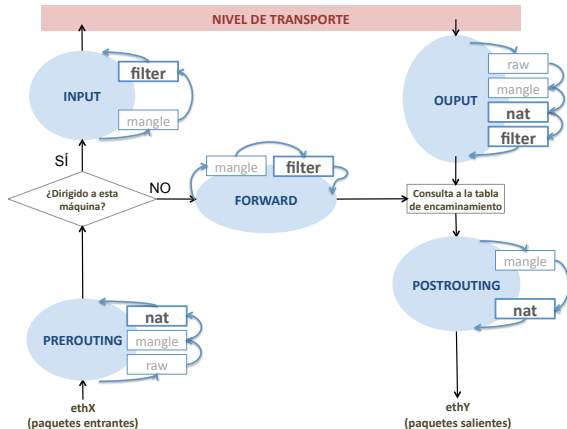 NIVEL DE TRANSPORTE
filter
INPUT
mangle
raw
mangle
OUPUT
nat
filter
SÍ
¿Dirigido a esta
máquina?
NO
mangle
filter
FORWARD
Consulta a la tabla
de encaminamiento
mangle
POSTROUTING
nat
nat
PREROUTING
mangle
raw
ethX
(paquetes entrantes)
ethY
(paquetes salientes)